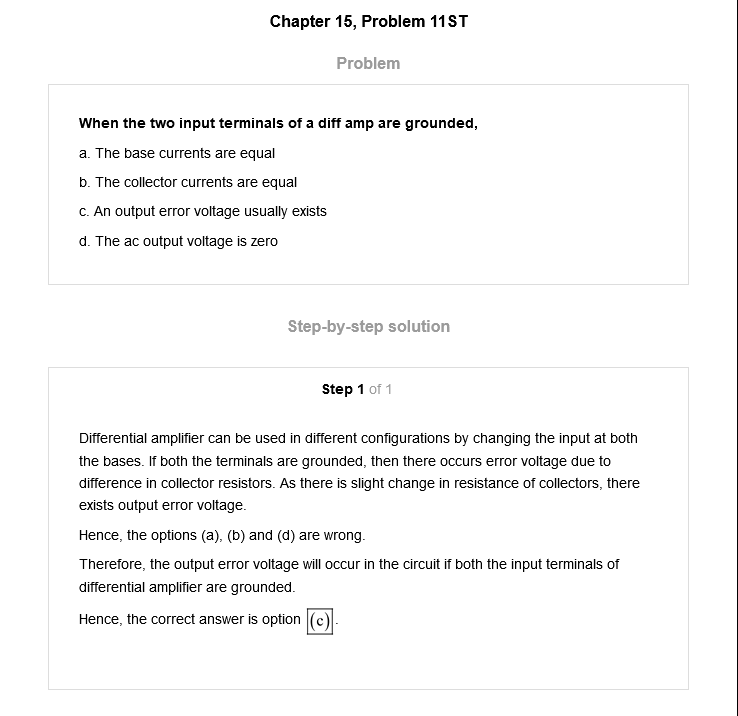 Chapter 15, Problem 11ST
Problem
When the two input terminals of a diff amp are grounded,
a. The base currents are equal
b. The collector currents are equal
c. An output error voltage usually exists
d. The ac output voltage is zero
Step-by-step solution
Step 1 of 1
Differential amplifier can be used in different configurations by changing the input at both
the bases. If both the terminals are grounded, then there occurs error voltage due to
difference in collector resistors. As there is slight change in resistance of collectors, there
exists output error voltage.
Hence, the options (a), (b) and (d) are wrong.
Therefore, the output error voltage will occur in the circuit if both the input terminals of
differential amplifier are grounded.
Hence, the correct answer is option (c).